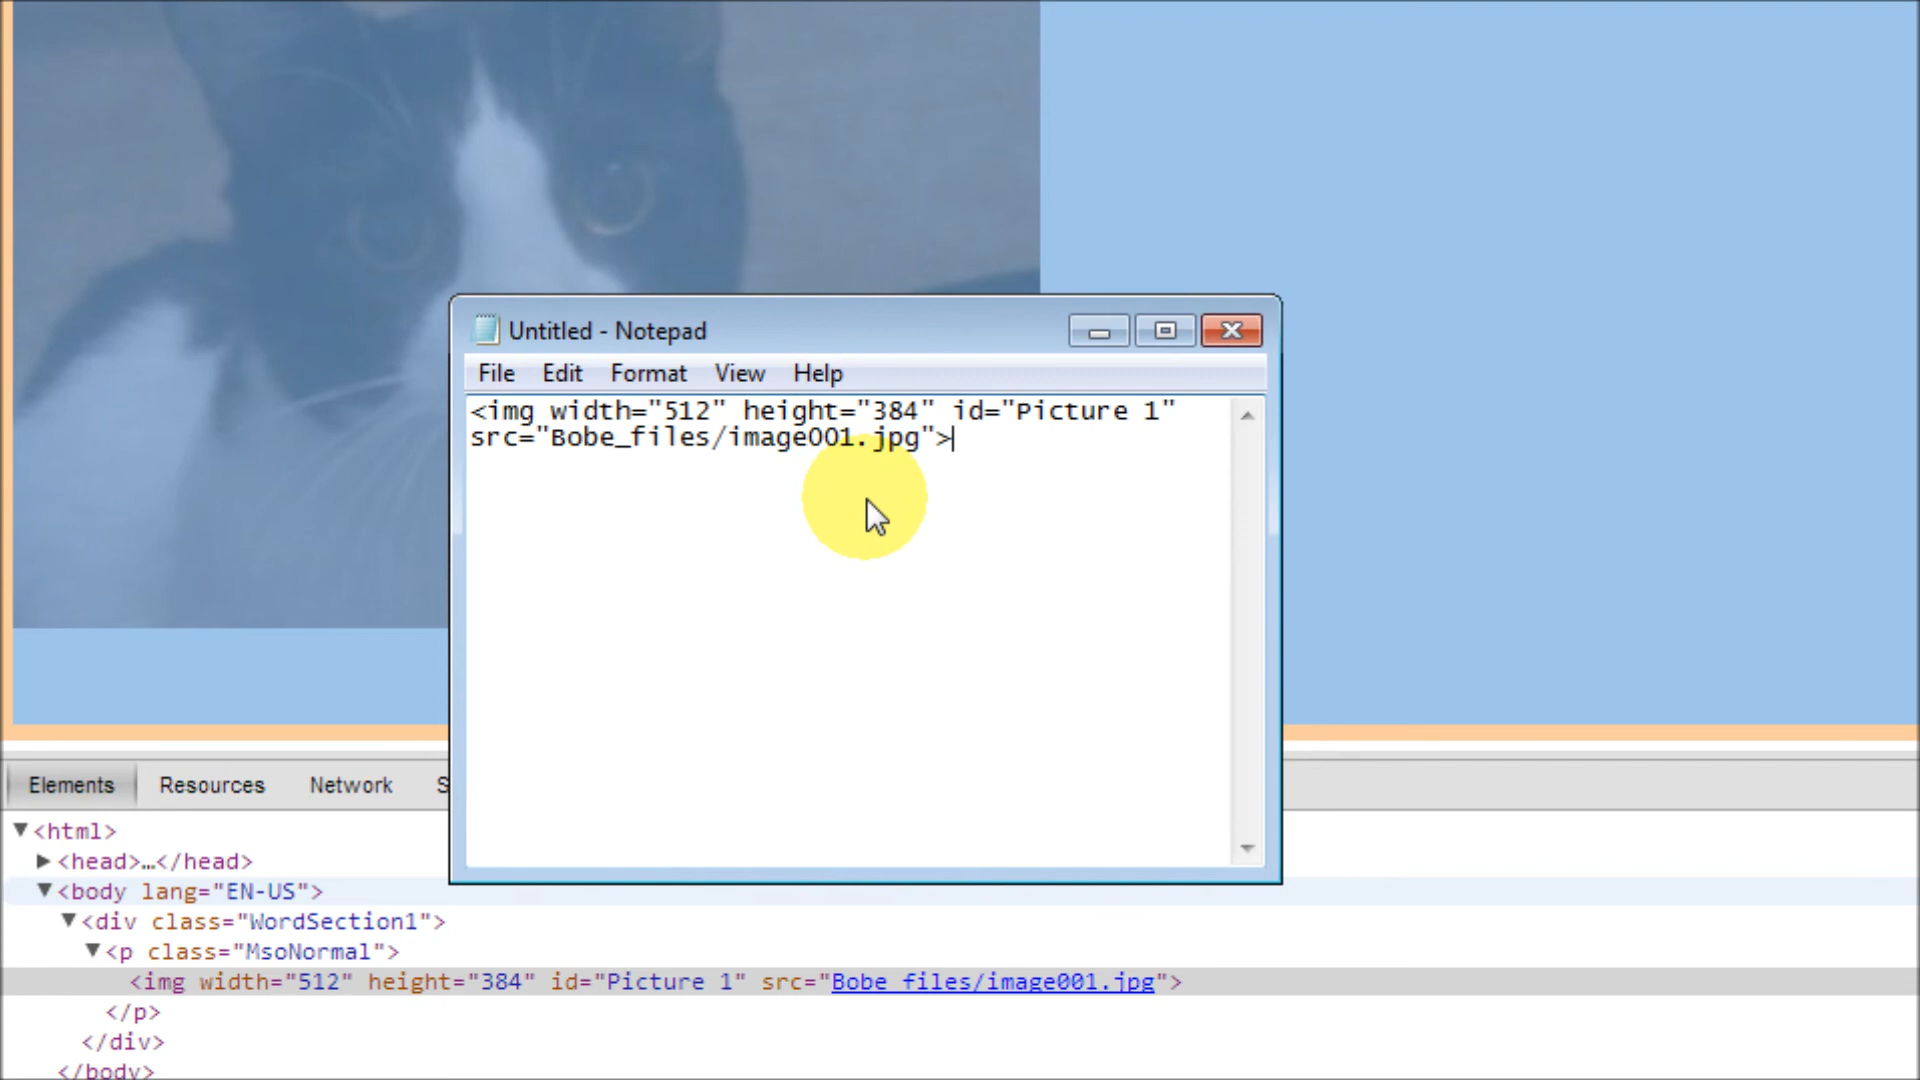 Untitled - Notepad
File Edit Format View Help
<img width="512" height="384" id="Picture 1"
src="Bobe_files/image001.jpg">
Elements Resources Network S
▼<html>
▶<head>…</head>
▼<body lang="EN-US">
▼<div class="WordSection1">
▼<p class="MsoNormal">
<img width="512" height="384" id="Picture 1" src="Bobe_files/image001.jpg">
</p>
</div>
</body>